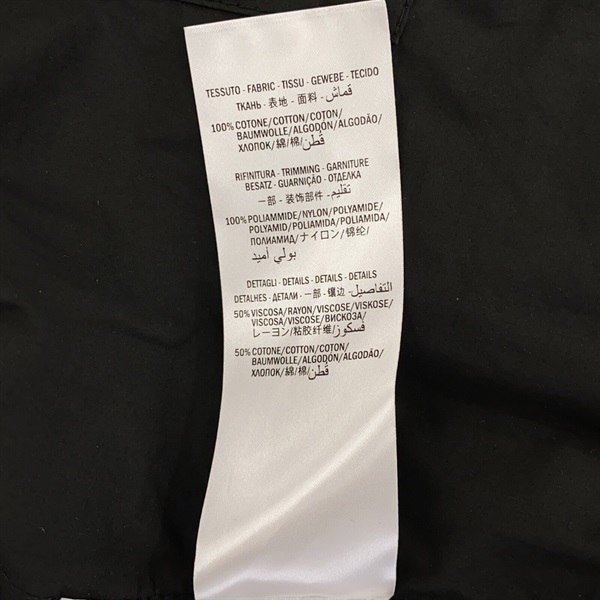 TESSUTO - FABRIC - TISSU - GEWEBE - TECIDO
ТКАНЬ - 表地 - 面料 - قماش
100% COTONE/COTTON/COTON/
BAUMWOLLE/ALGODÓN/ALGODÃO/
ХЛОПОК/綿/棉/قطن
RIFINITURA - TRIMMING - GARNITURE
BESATZ - GUARNIÇÃO - ОТДЕЛКА
一部 - 装饰部件 - تقليم
100% POLIAMMIDE/NYLON/POLYAMIDE/
POLYAMID/POLIAMIDA/POLIAMIDA/
ПОЛИАМИД/ナイロン/锦纶/
بولي أميد
DETTAGLI - DETAILS - DETAILS - DETAILS
DETALHES - ДЕТАЛИ - 一部 - 镶边 - التفاصيل
50% VISCOSA/RAYON/VISCOSE/VISKOSE/
VISCOSA/VISCOSE/ВИСКОЗА/
レーヨン/粘胶纤维/فسكوز
50% COTONE/COTTON/COTON/
BAUMWOLLE/ALGODÓN/ALGODÃO/
ХЛОПОК/綿/棉/قطن